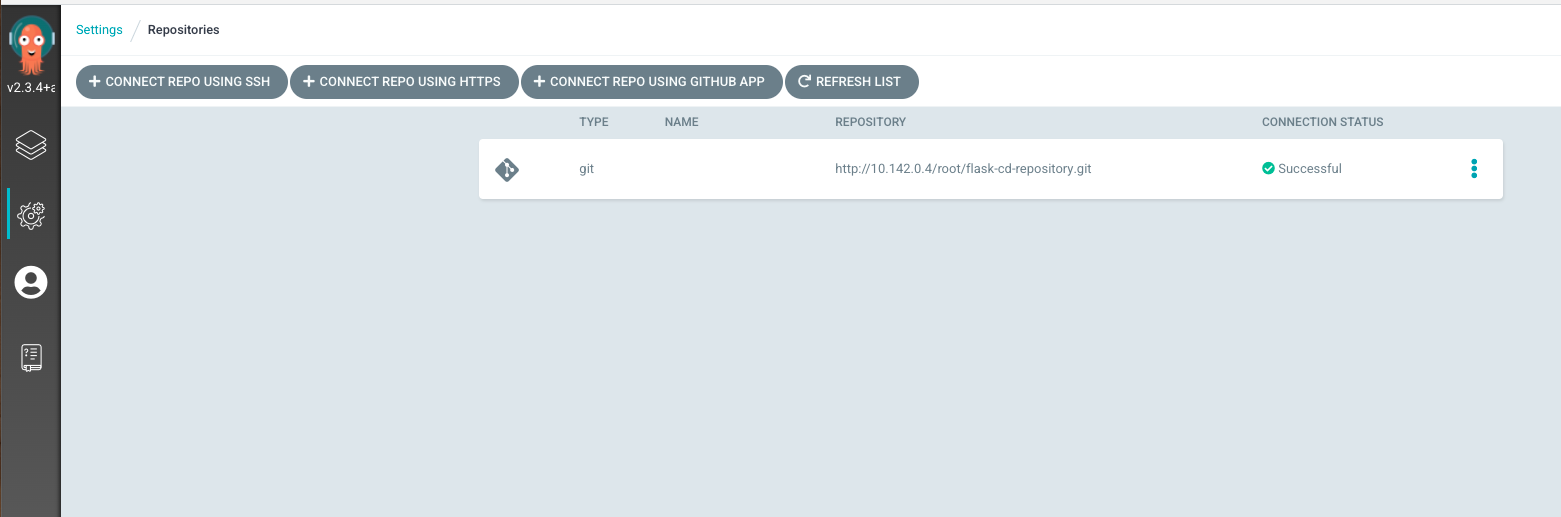 Settings / Repositories
v2.3.4+a
CONNECT REPO USING SSH CONNECT REPO USING HTTPS CONNECT REPO USING GITHUB APP REFRESH LIST
TYPE NAME REPOSITORY CONNECTION STATUS
git http://10.142.0.4/root/flask-cd-repository.git Successful